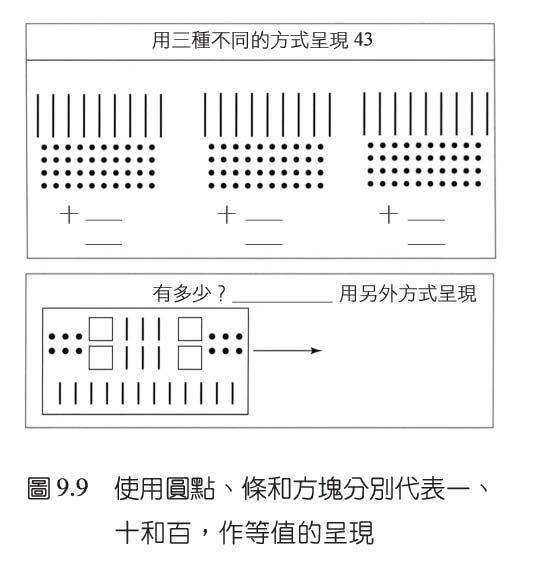 用三種不同的方式呈現 43
＋ ＋ ＋
有多少？__________ 用另外方式呈現
圖 9.9 使用圓點、條和方塊分別代表一、
十和百，作等值的呈現